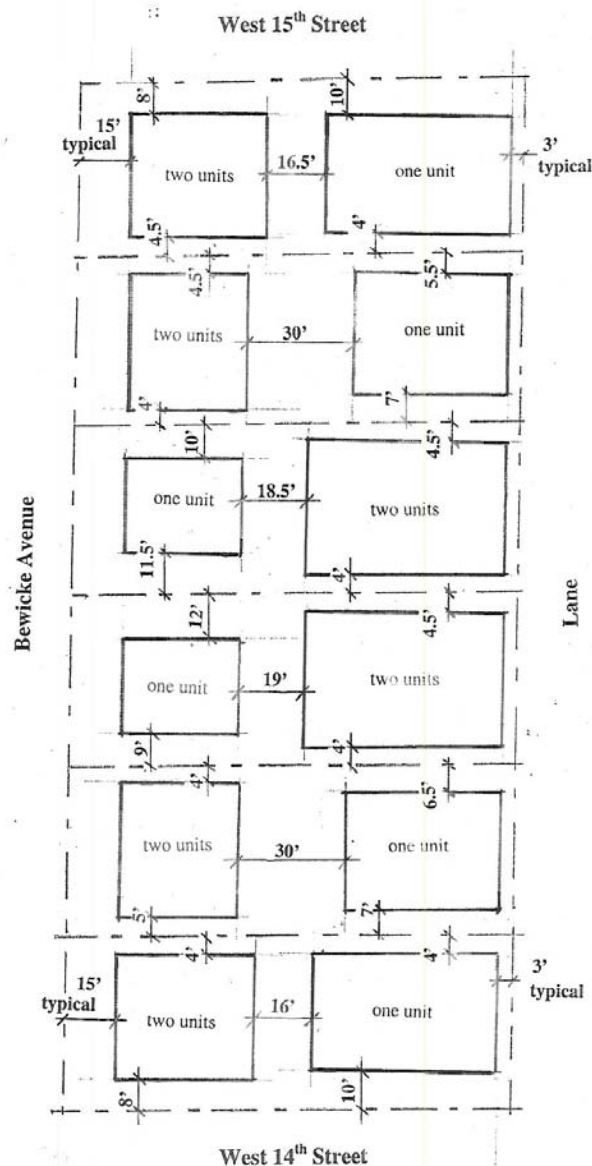 West 15th Street
8'
10'
15'
typical
two units
16.5'
one unit
3'
typical
4.5'
4'
4.5'
5.5'
two units
30'
one unit
4'
7'
10'
4.5'
one unit
18.5'
two units
11.5'
4'
Bewicke Avenue
Lane
12'
4.5'
one unit
19'
two units
9'
4'
4'
6.5'
two units
30'
one unit
5'
7'
4'
4'
15'
typical
two units
16'
one unit
3'
typical
8'
10'
West 14th Street